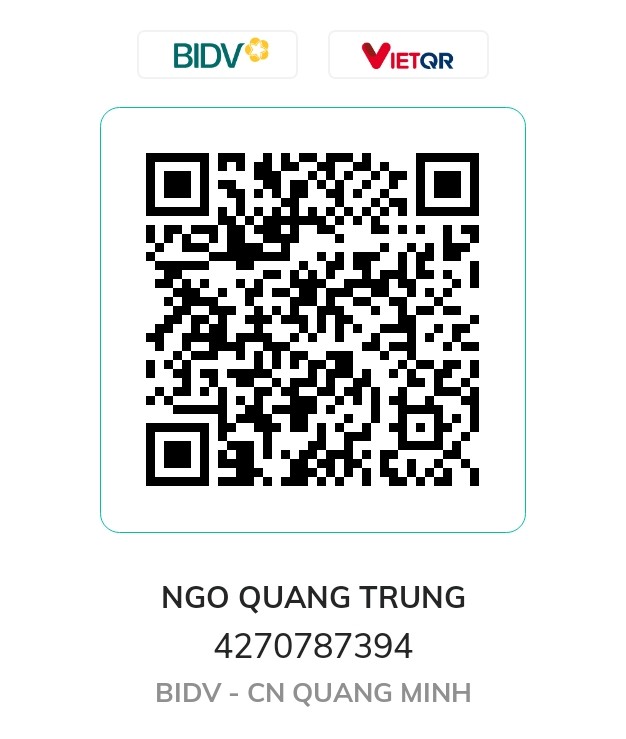 BIDV VIETQR
NGO QUANG TRUNG
4270787394
BIDV - CN QUANG MINH